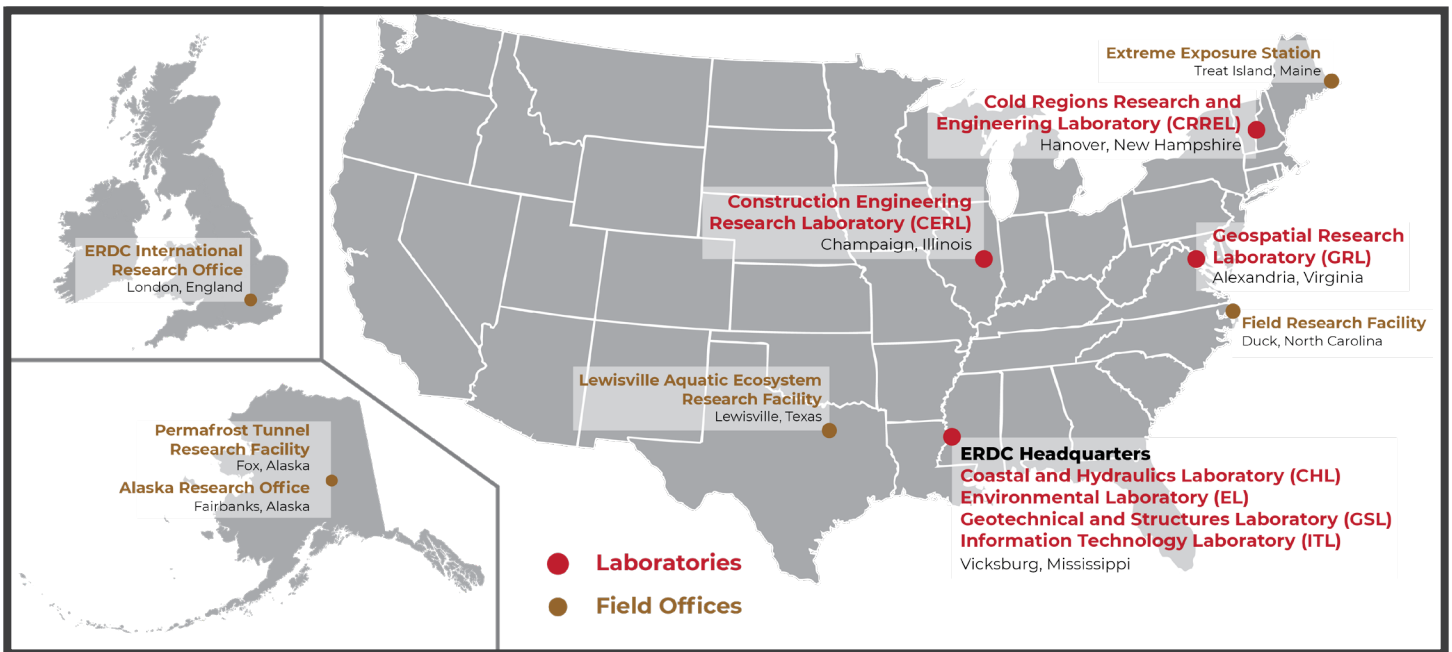 Extreme Exposure Station
Treat Island, Maine
Cold Regions Research and
Engineering Laboratory (CRREL)
Hanover, New Hampshire
Construction Engineering
Research Laboratory (CERL)
Champaign, Illinois
Geospatial Research
Laboratory (GRL)
Alexandria, Virginia
ERDC International
Research Office
London, England
Field Research Facility
Duck, North Carolina
Lewisville Aquatic Ecosystem
Research Facility
Lewisville, Texas
Permafrost Tunnel
Research Facility
Fox, Alaska
Alaska Research Office
Fairbanks, Alaska
ERDC Headquarters
Coastal and Hydraulics Laboratory (CHL)
Environmental Laboratory (EL)
Geotechnical and Structures Laboratory (GSL)
Information Technology Laboratory (ITL)
Vicksburg, Mississippi
Laboratories
Field Offices